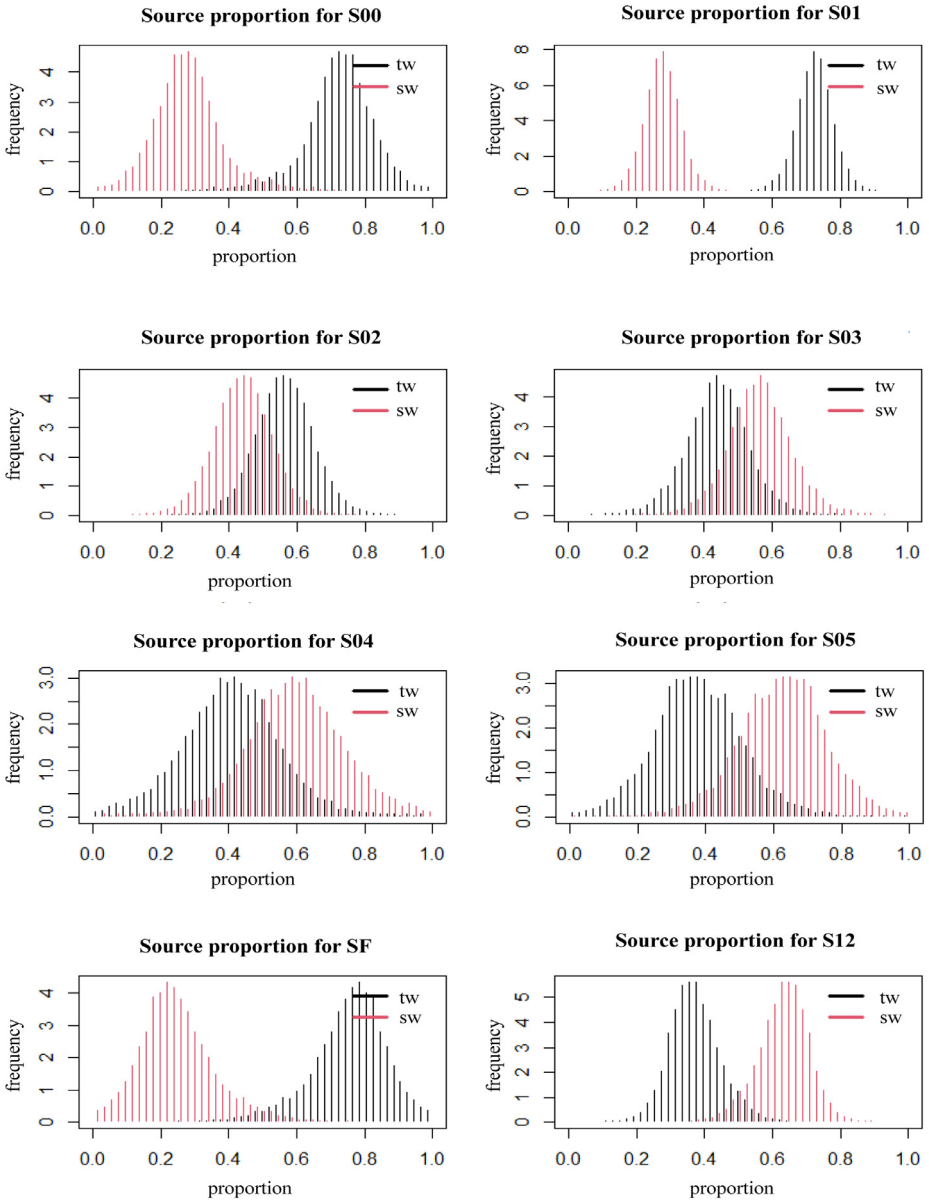 Source proportion for S00
frequency
4
3
2
1
0
tw
sw
0.0 0.2 0.4 0.6 0.8 1.0
proportion
Source proportion for S01
frequency
8
6
4
2
0
tw
sw
0.0 0.2 0.4 0.6 0.8 1.0
proportion
Source proportion for S02
frequency
4
3
2
1
0
tw
sw
0.0 0.2 0.4 0.6 0.8 1.0
proportion
Source proportion for S03
frequency
4
3
2
1
0
tw
sw
0.0 0.2 0.4 0.6 0.8 1.0
proportion
Source proportion for S04
frequency
3.0
2.0
1.0
0.0
tw
sw
0.0 0.2 0.4 0.6 0.8 1.0
proportion
Source proportion for S05
frequency
3.0
2.0
1.0
0.0
tw
sw
0.0 0.2 0.4 0.6 0.8 1.0
proportion
Source proportion for SF
frequency
4
3
2
1
0
tw
sw
0.0 0.2 0.4 0.6 0.8 1.0
proportion
Source proportion for S12
frequency
5
4
3
2
1
0
tw
sw
0.0 0.2 0.4 0.6 0.8 1.0
proportion